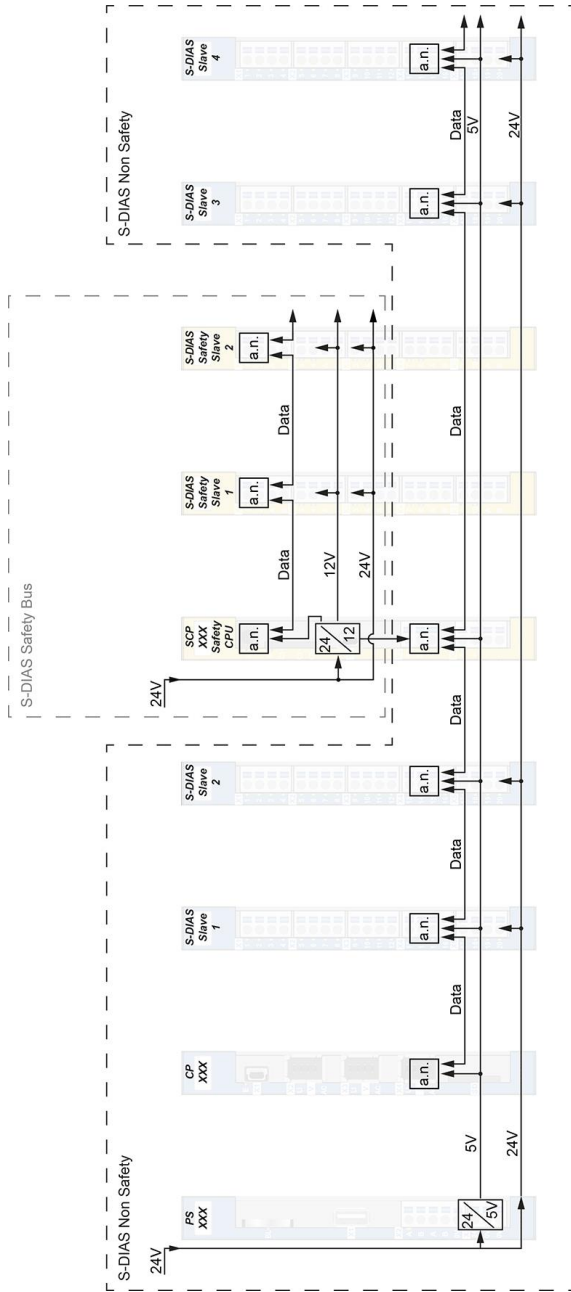 S-DIAS Safety Bus
S-DIAS Non Safety
S-DIAS Non Safety
24V
24V
PS
XXX
CP
XXX
S-DIAS
Slave
1
S-DIAS
Slave
2
SCP
XXX
Safety
CPU
S-DIAS
Safety
Slave
1
S-DIAS
Safety
Slave
2
S-DIAS
Slave
3
S-DIAS
Slave
4
a.n.
Data
a.n.
Data
a.n.
24
12
12V
24V
a.n.
a.n.
a.n.
a.n.
a.n.
a.n.
Data
Data
Data
Data
Data
24
5V
5V
5V
24V
24V